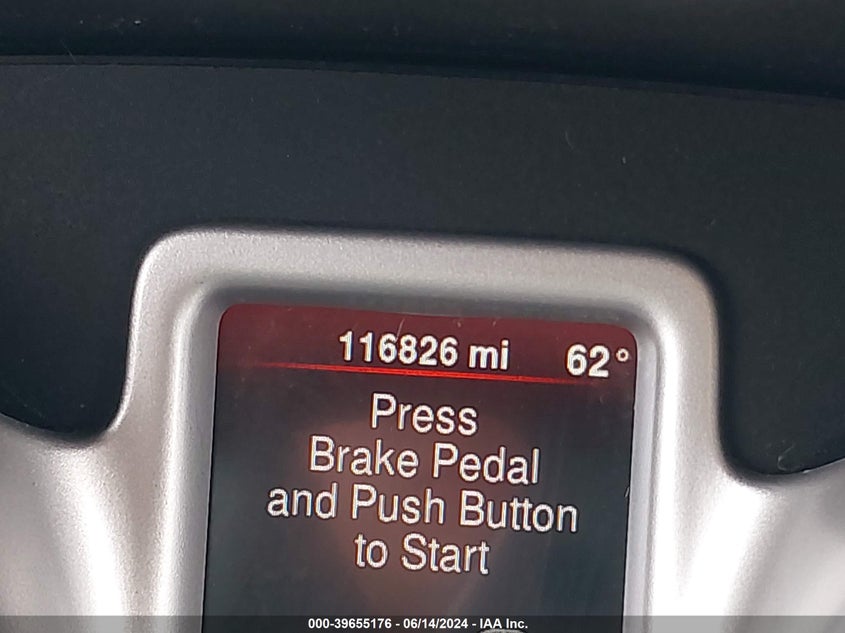 116826 mi 62°
Press
Brake Pedal
and Push Button
to Start
000-39655176 - 06/14/2024 - IAA Inc.